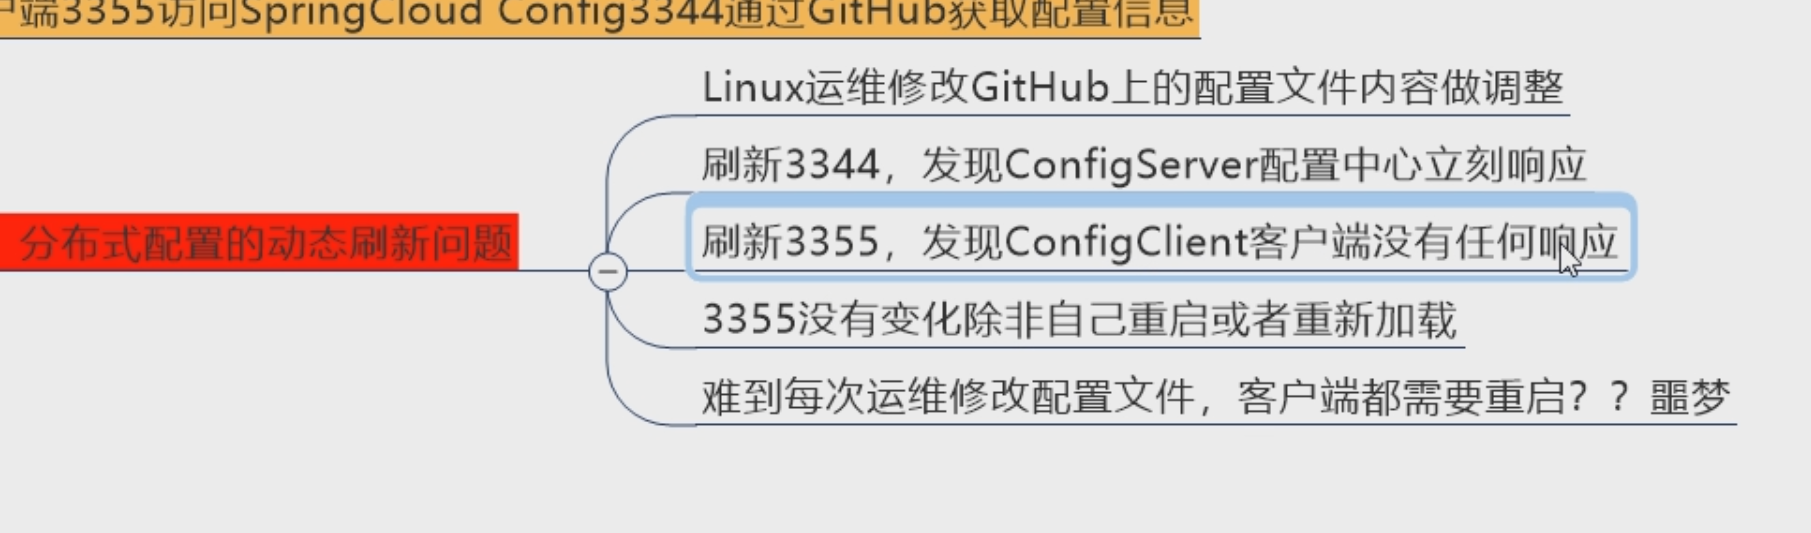 户端3355访问SpringCloud Config3344通过GitHub获取配置信息
Linux运维修改GitHub上的配置文件内容做调整
刷新3344，发现ConfigServer配置中心立刻响应
分布式配置的动态刷新问题
刷新3355，发现ConfigClient客户端没有任何响应
3355没有变化除非自己重启或者重新加载
难到每次运维修改配置文件，客户端都需要重启？？噩梦